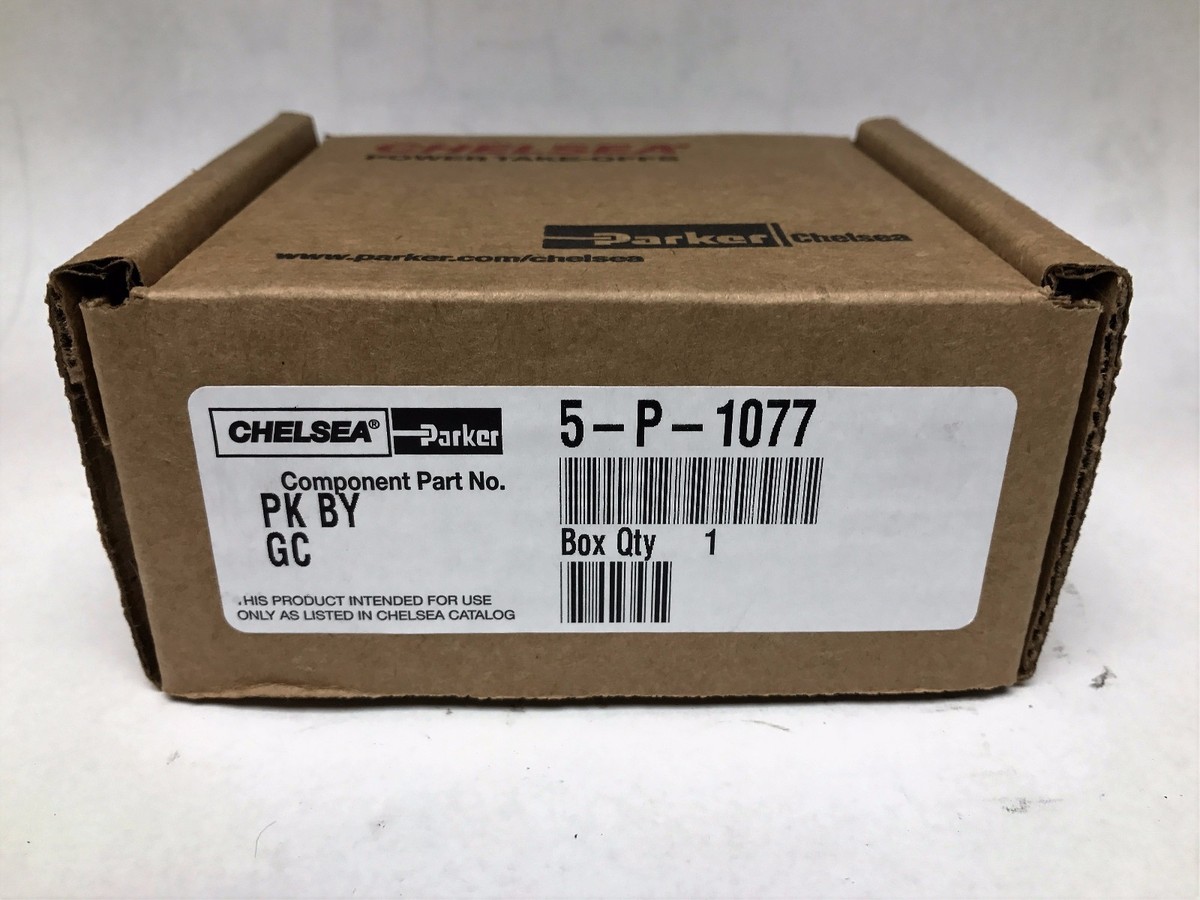 CHELSEA®
POWER TAKE-OFFS
Parker Chelsea
www.parker.com/chelsea
CHELSEA® Parker
5-P-1077
Component Part No.
PK BY
GC
Box Qty 1
HIS PRODUCT INTENDED FOR USE
ONLY AS LISTED IN CHELSEA CATALOG